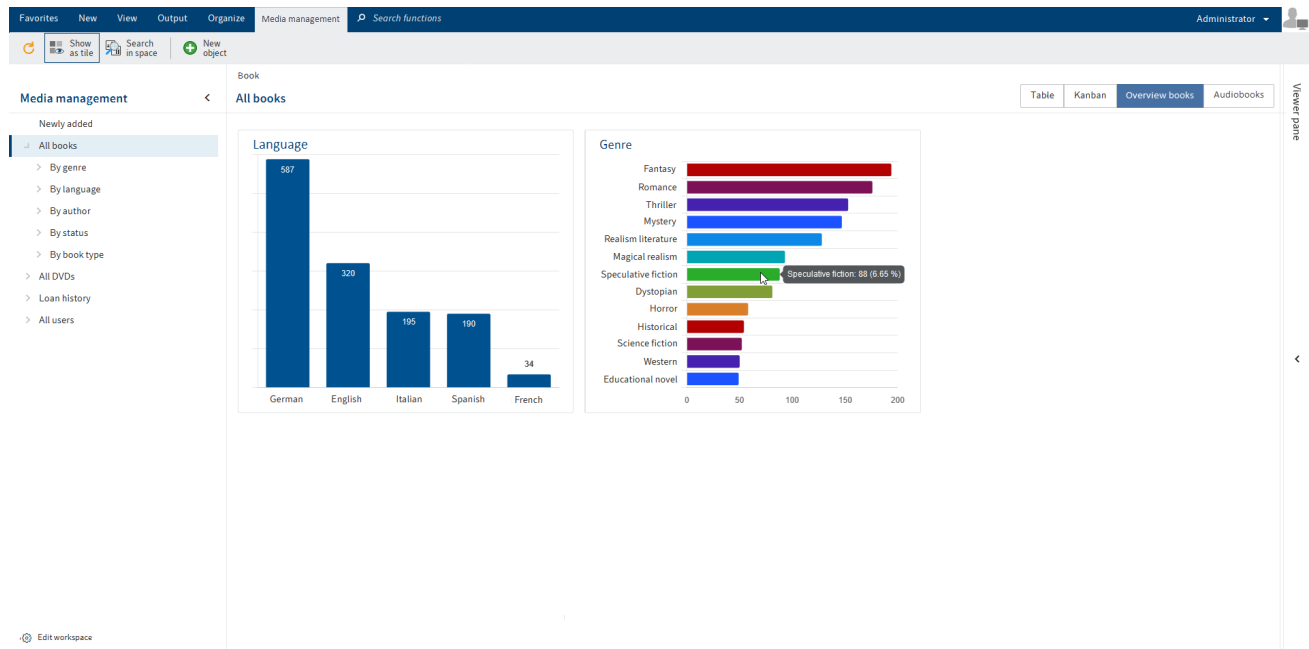 Favorites New View Output Organize Media management Search functions Administrator
Show as tile
Search in space
New object
Book
Media management
All books
Table Kanban Overview books Audiobooks
Viewer pane
Newly added
All books
By genre
By language
By author
By status
By book type
All DVDs
Loan history
All users
Language
587
320
195
190
34
German English Italian Spanish French
Genre
Fantasy
Romance
Thriller
Mystery
Realism literature
Magical realism
Speculative fiction
Speculative fiction: 88 (6.65 %)
Dystopian
Horror
Historical
Science fiction
Western
Educational novel
0 50 100 150 200
Edit workspace